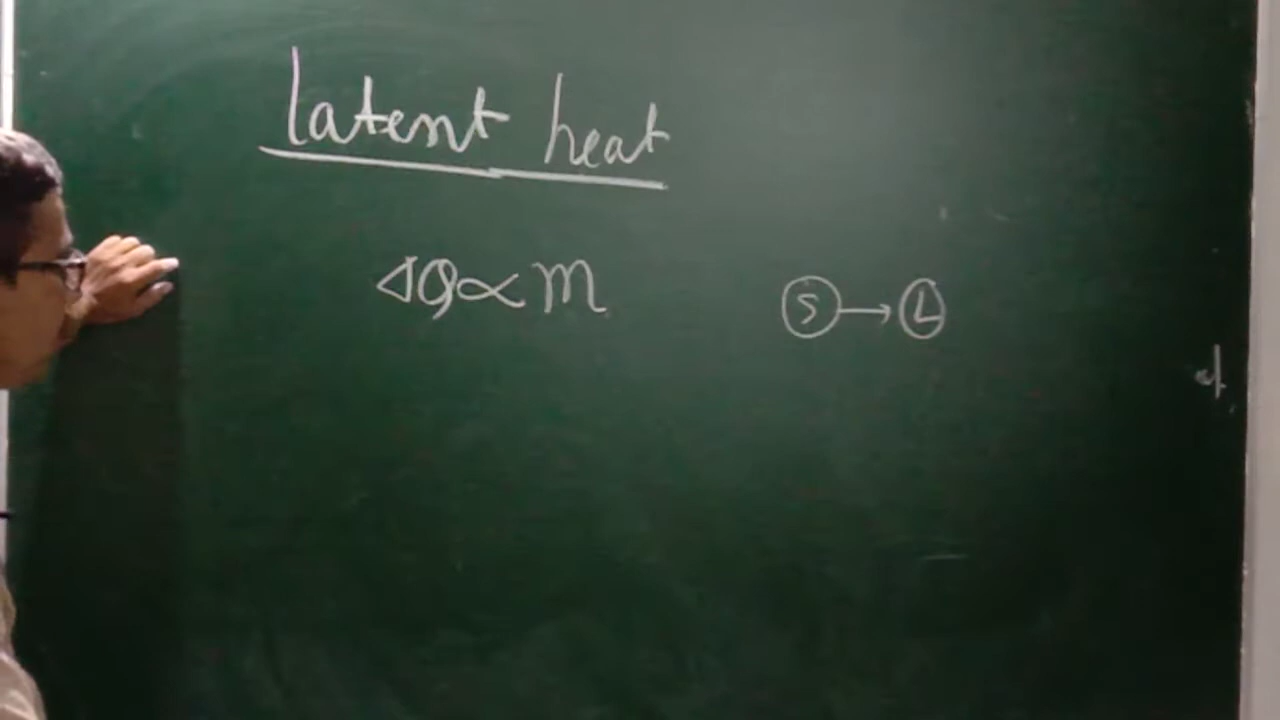 Latent heat
ΔQ ∝ m
S → L